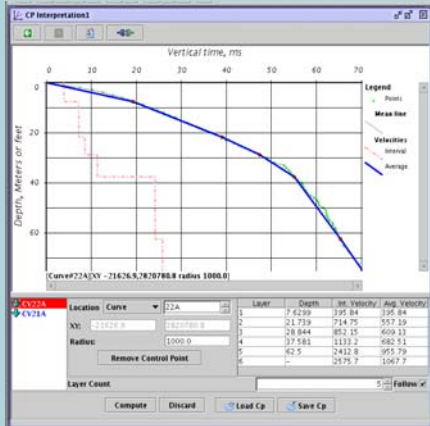 CP Interpretation1
Vertical time, ms
0 10 20 30 40 50 60 70
Depth, Meters or feet
0
20
40
60
Legend
Points
Mean line
Velocities
Interval
Average
Curve#22A[XY -21626.9,2820780.8 radius 1000.0]
CV22A
CV21A
Location Curve 22A
XY: -21626.9 2820780.8
Radius: 1000.0
Remove Control Point
Layer Depth Int. Velocity Avg. Velocity
1 7.6299 395.84 395.84
2 21.739 714.75 557.19
3 28.844 852.15 609.13
4 37.581 1133.2 682.51
5 62.5 2412.8 955.79
6 -- 2575.7 1067.7
Layer Count 5 Follow
Compute Discard Load Cp Save Cp